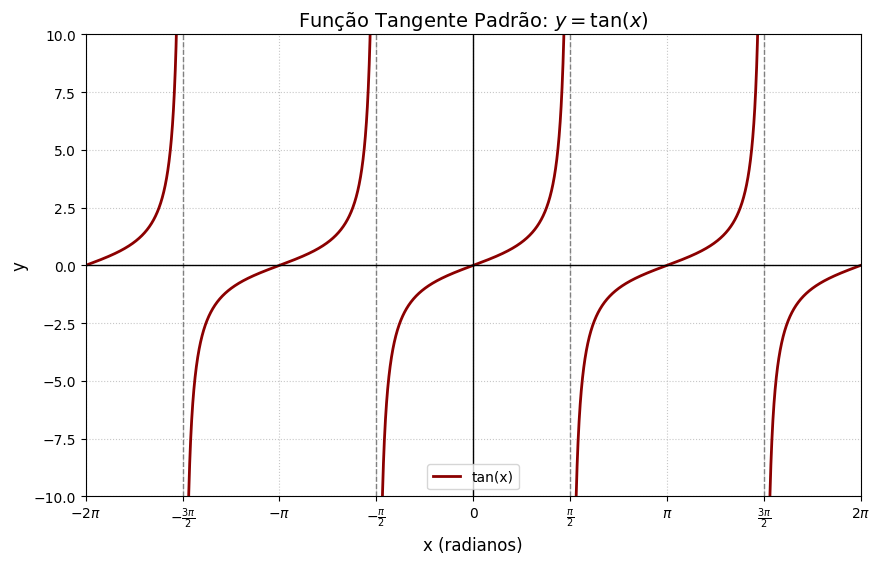 Função Tangente Padrão: y = tan(x)
y
10.0
7.5
5.0
2.5
0.0
−2.5
−5.0
−7.5
−10.0
tan(x)
−2π
−3π/2
−π
−π/2
0
π/2
π
3π/2
2π
x (radianos)